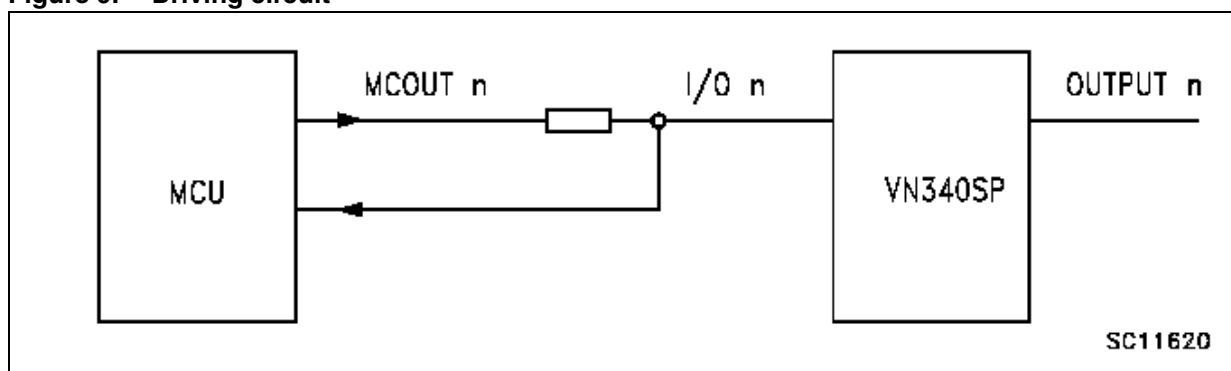 MCOUT n
I/O n
OUTPUT n
MCU
VN340SP
SC11620